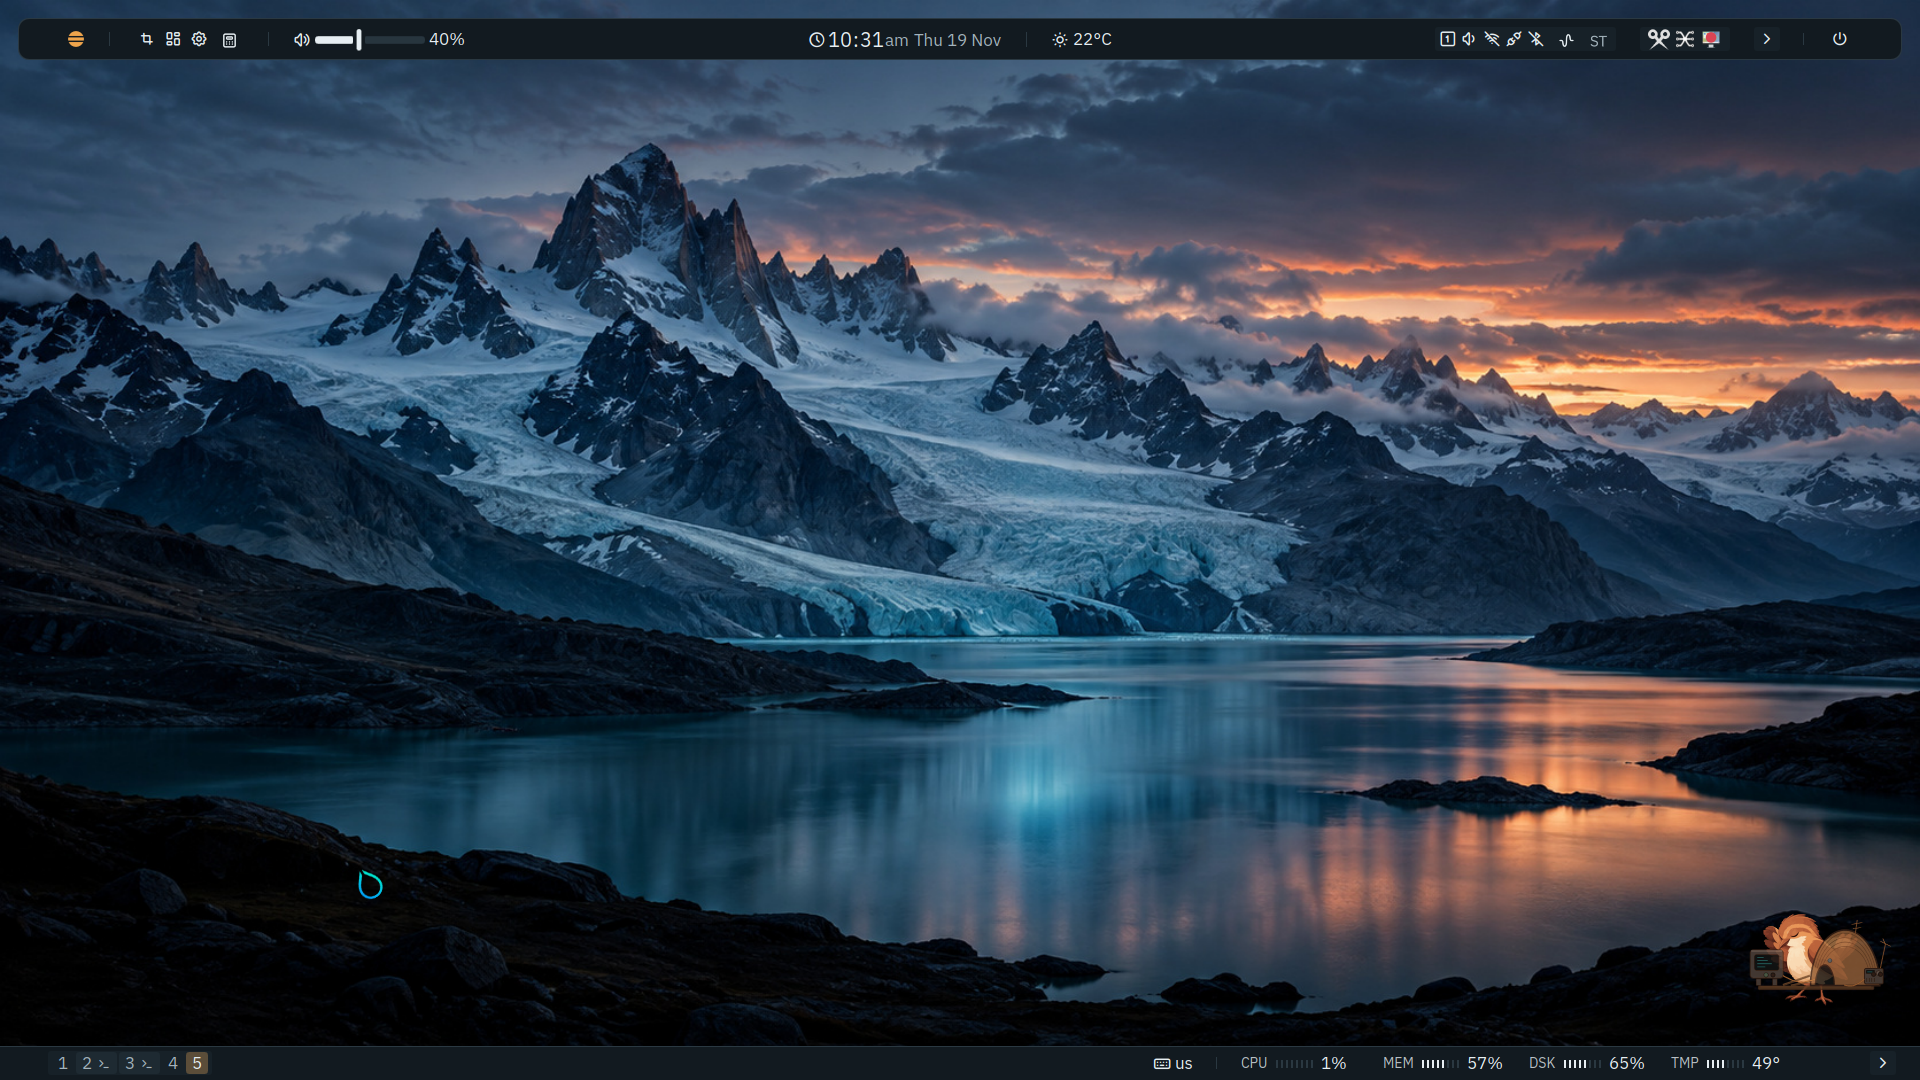 40%
10:31am Thu 19 Nov
22°C
1
ST
1 2 3 4 5
us
CPU 1%
MEM 57%
DSK 65%
TMP 49°